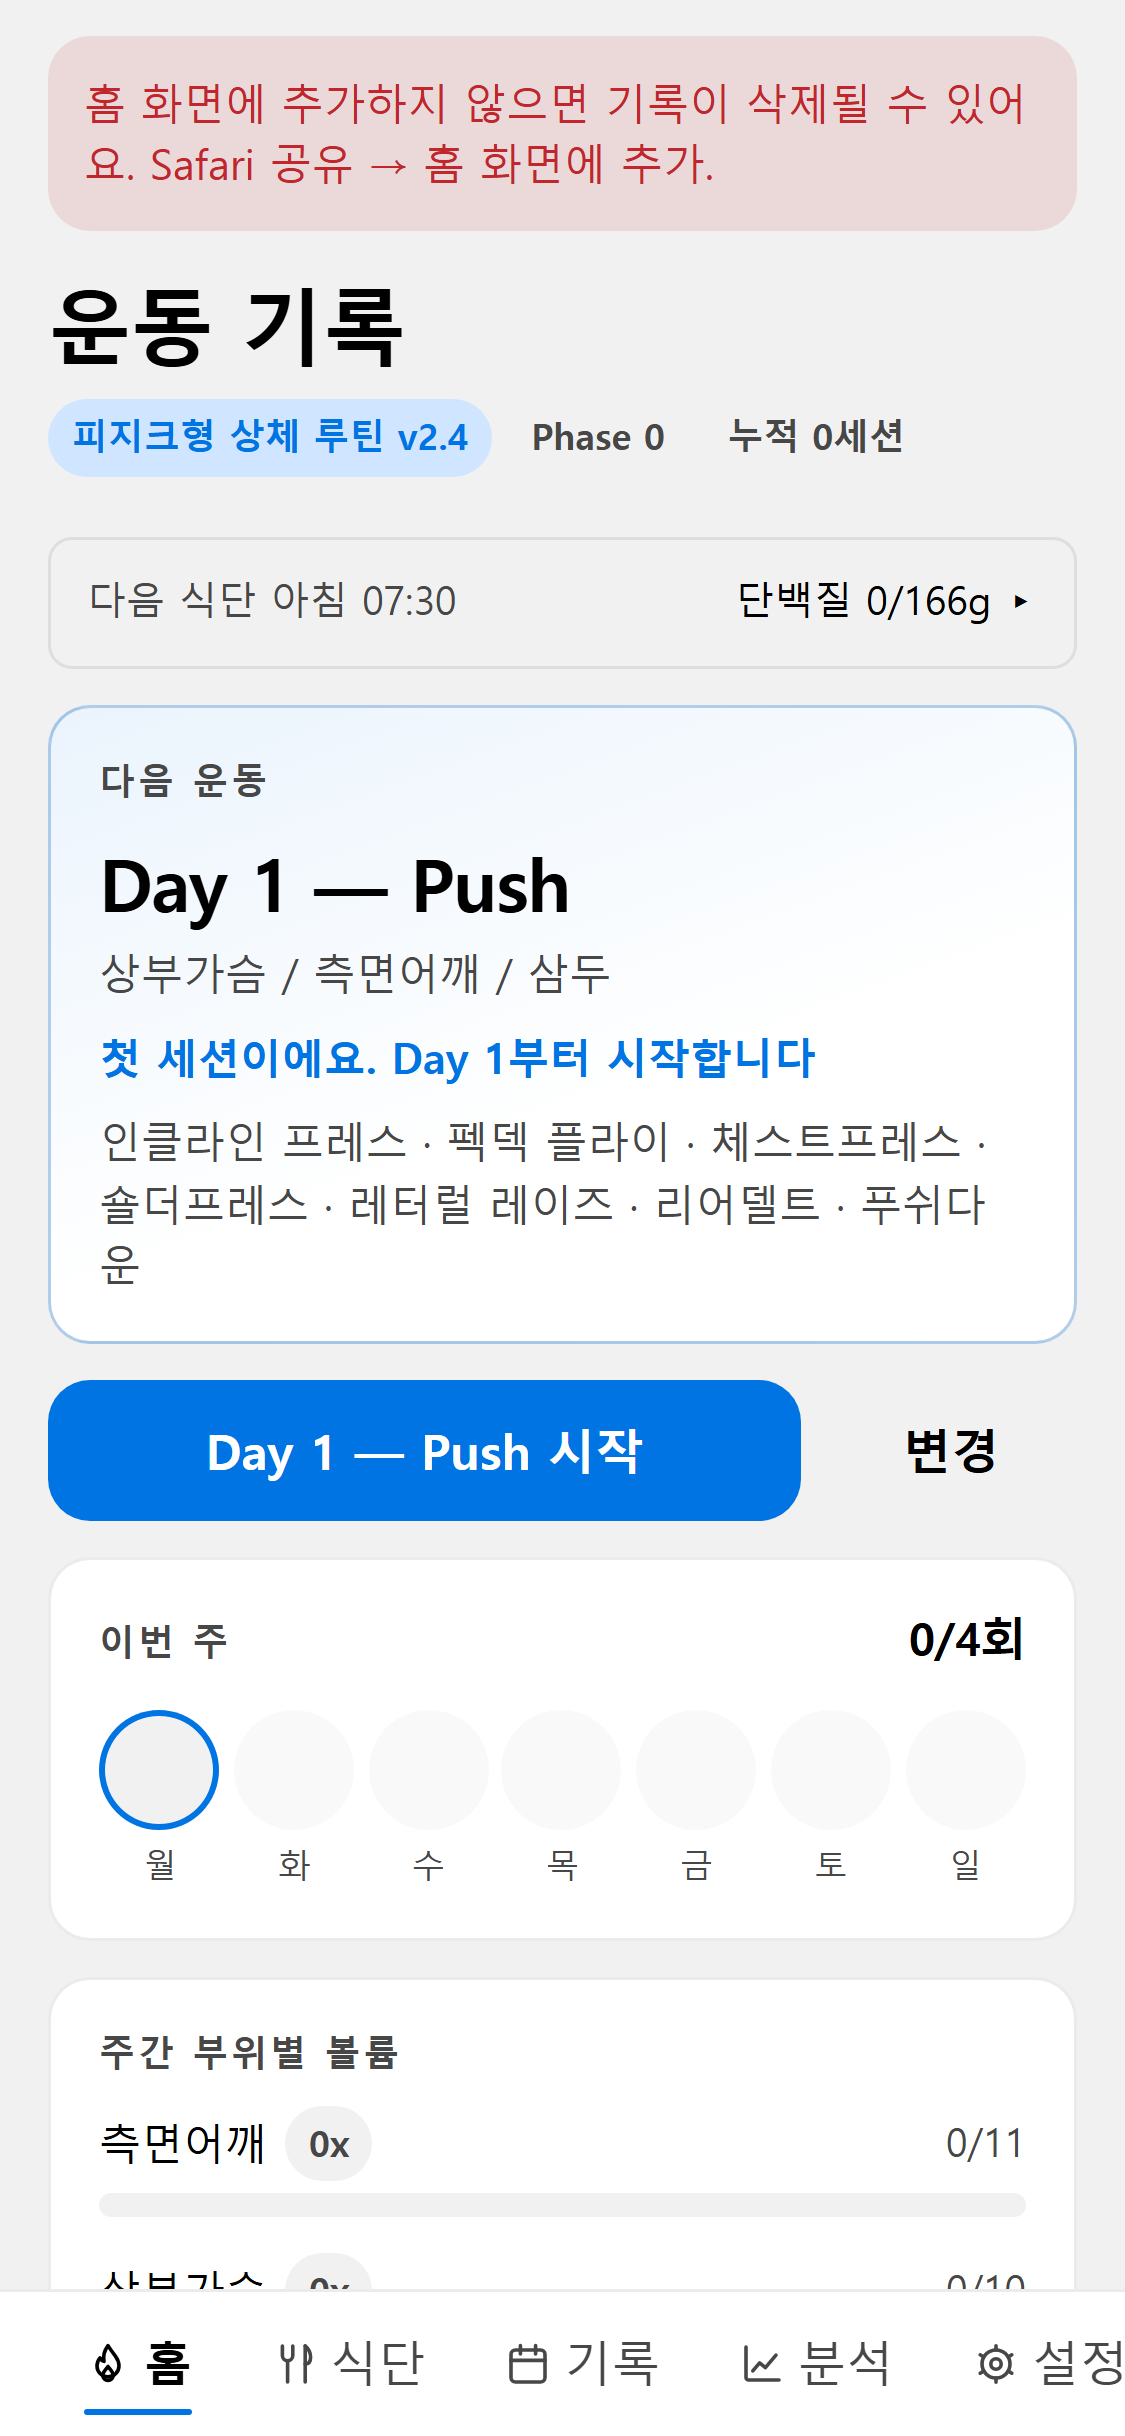 홈 화면에 추가하지 않으면 기록이 삭제될 수 있어
요. Safari 공유 → 홈 화면에 추가.
운동 기록
피지크형 상체 루틴 v2.4 Phase 0 누적 0세션
다음 식단 아침 07:30 단백질 0/166g ▸
다음 운동
Day 1 — Push
상부가슴 / 측면어깨 / 삼두
첫 세션이에요. Day 1부터 시작합니다
인클라인 프레스 · 펙덱 플라이 · 체스트프레스 ·
숄더프레스 · 레터럴 레이즈 · 리어델트 · 푸쉬다
운
Day 1 — Push 시작 변경
이번 주 0/4회
월 화 수 목 금 토 일
주간 부위별 볼륨
측면어깨 0x 0/11
상부가슴 0x 0/10
홈 식단 기록 분석 설정